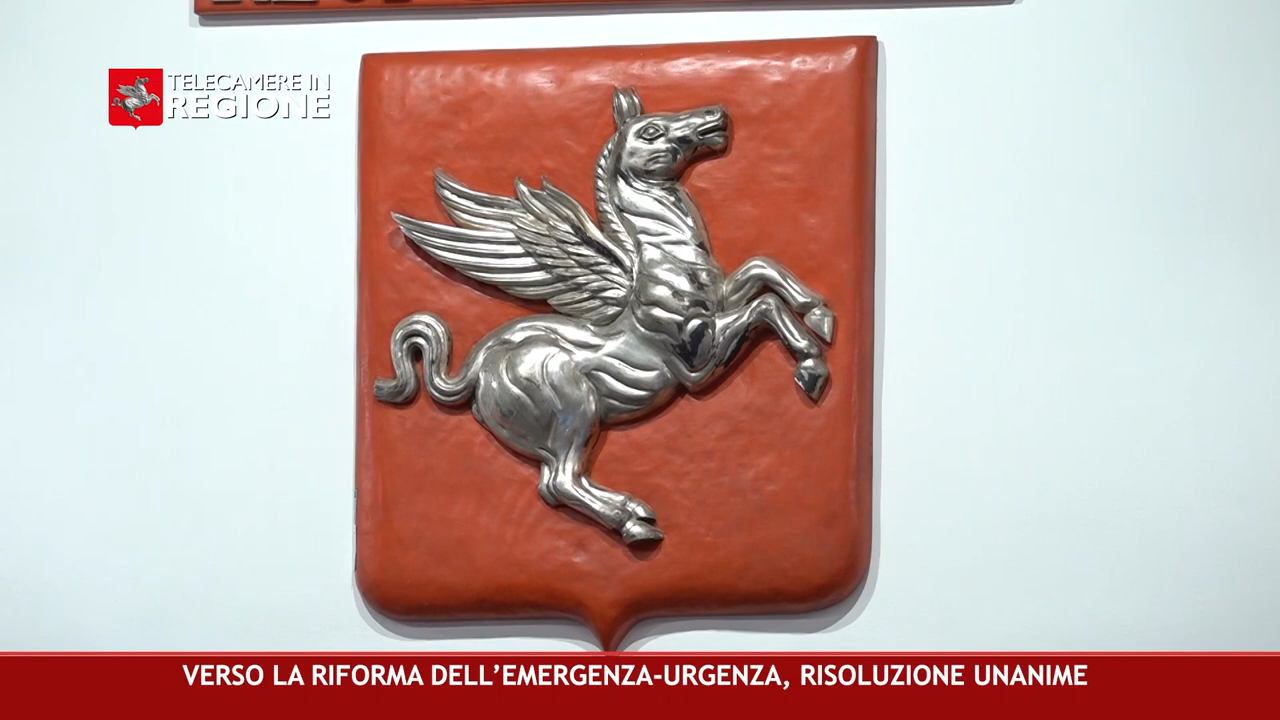 TELECAMERE IN
REGIONE
VERSO LA RIFORMA DELL’EMERGENZA-URGENZA, RISOLUZIONE UNANIME